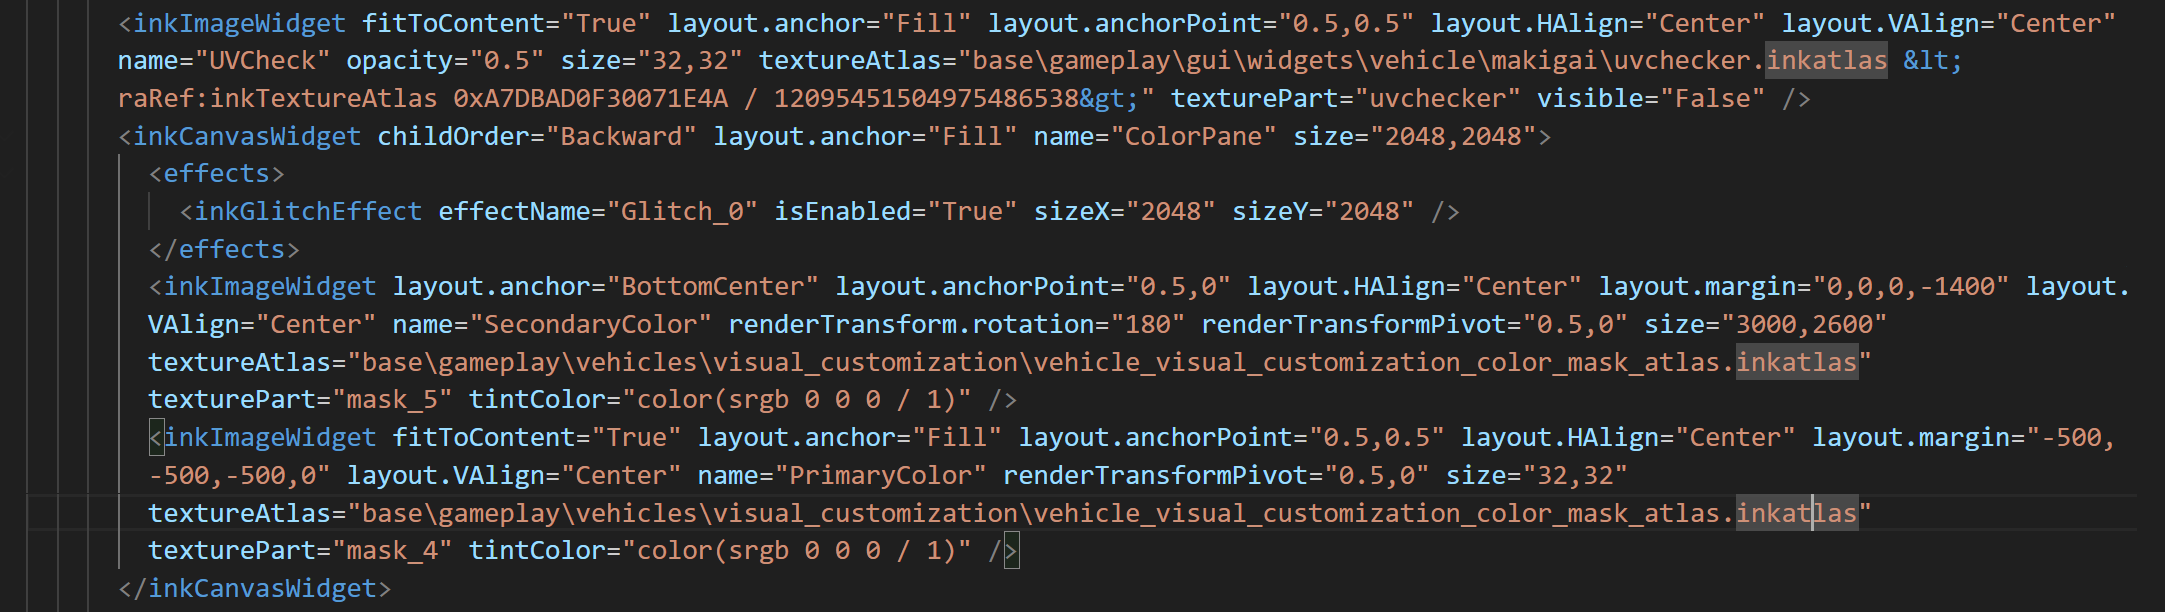 <inkImageWidget fitToContent="True" layout.anchor="Fill" layout.anchorPoint="0.5,0.5" layout.HAlign="Center" layout.VAlign="Center"
name="UVCheck" opacity="0.5" size="32,32" textureAtlas="base\gameplay\gui\widgets\vehicle\makigai\uvchecker.inkatlas &lt;
raRef:inkTextureAtlas 0xA7DBAD0F30071E4A / 12095451504975486538&gt;" texturePart="uvchecker" visible="False" />
<inkCanvasWidget childOrder="Backward" layout.anchor="Fill" name="ColorPane" size="2048,2048">
<effects>
<inkGlitchEffect effectName="Glitch_0" isEnabled="True" sizeX="2048" sizeY="2048" />
</effects>
<inkImageWidget layout.anchor="BottomCenter" layout.anchorPoint="0.5,0" layout.HAlign="Center" layout.margin="0,0,0,-1400" layout.
VAlign="Center" name="SecondaryColor" renderTransform.rotation="180" renderTransformPivot="0.5,0" size="3000,2600"
textureAtlas="base\gameplay\vehicles\visual_customization\vehicle_visual_customization_color_mask_atlas.inkatlas"
texturePart="mask_5" tintColor="color(srgb 0 0 0 / 1)" />
<inkImageWidget fitToContent="True" layout.anchor="Fill" layout.anchorPoint="0.5,0.5" layout.HAlign="Center" layout.margin="-500,
-500,-500,0" layout.VAlign="Center" name="PrimaryColor" renderTransformPivot="0.5,0" size="32,32"
textureAtlas="base\gameplay\vehicles\visual_customization\vehicle_visual_customization_color_mask_atlas.inkatlas"
texturePart="mask_4" tintColor="color(srgb 0 0 0 / 1)" />
</inkCanvasWidget>